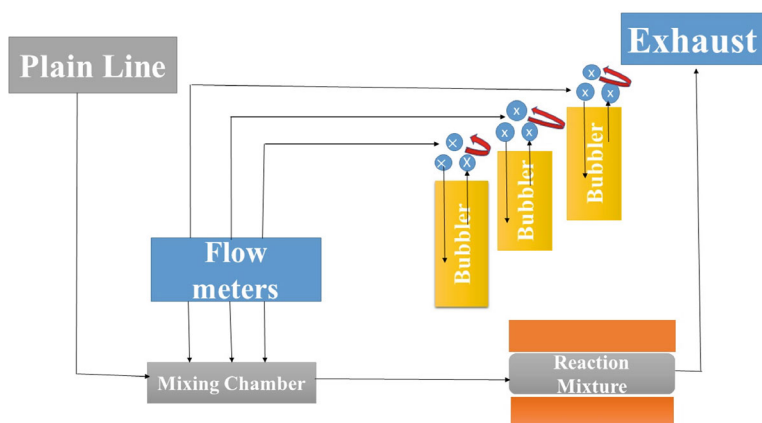 Plain Line
Exhaust
x
x
x
x
x
x
x
x
x
Bubbler
Bubbler
Bubbler
Flow
meters
Mixing Chamber
Reaction
Mixture